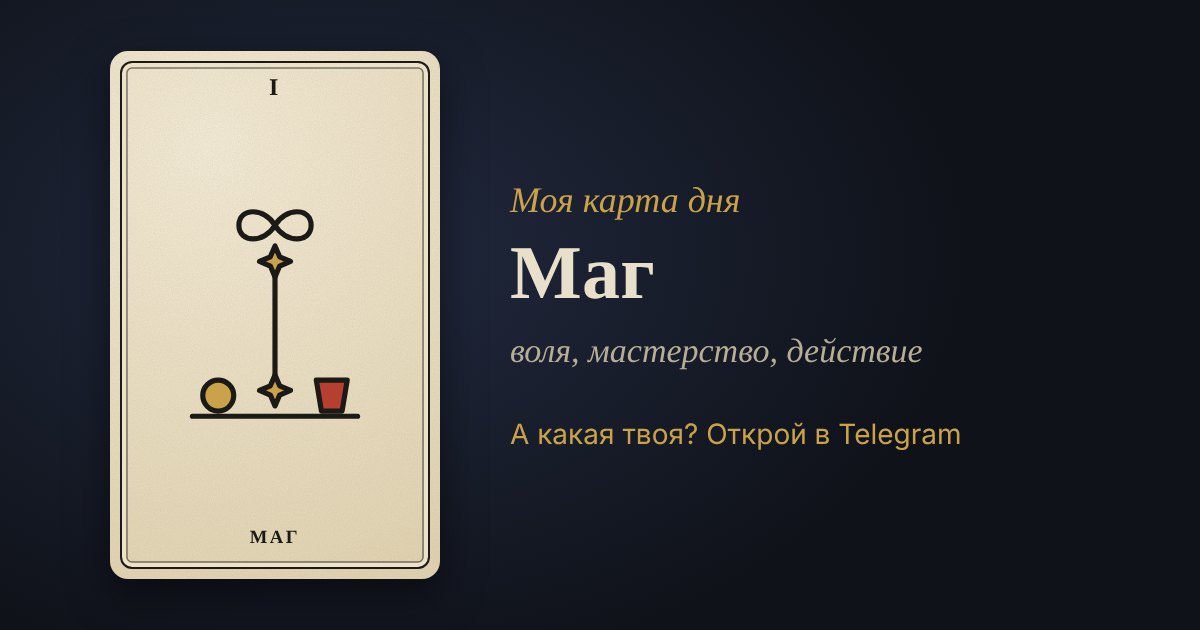 I
МАГ
Моя карта дня
Маг
воля, мастерство, действие
А какая твоя? Открой в Telegram